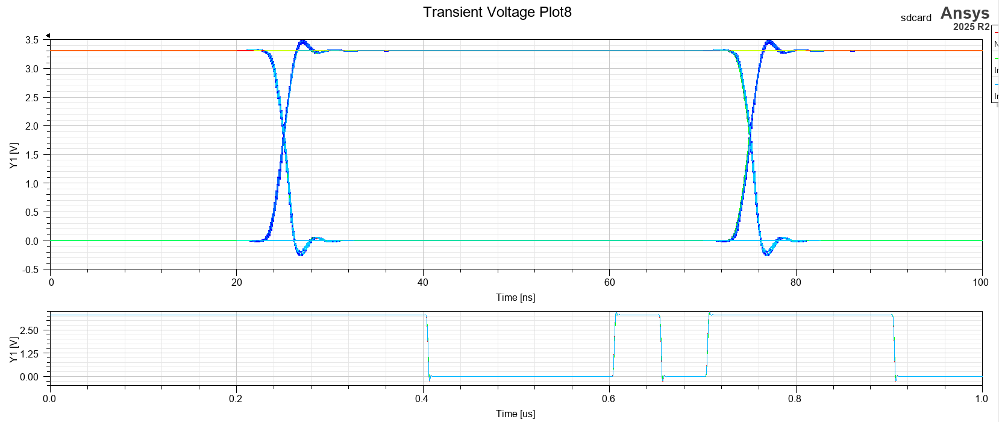 Transient Voltage Plot8
sdcard
Ansys
2025 R2
3.5
3.0
2.5
2.0
1.5
1.0
0.5
0.0
-0.5
Y1 [V]
0 20 40 60 80 100
Time [ns]
2.50
1.25
0.00
Y1 [V]
0.0 0.2 0.4 0.6 0.8 1.0
Time [us]